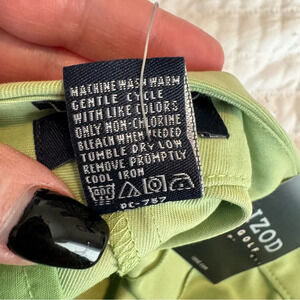 MACHINE WASH WARM
GENTLE CYCLE
WITH LIKE COLORS
ONLY NON-CHLORINE
BLEACH WHEN NEEDED
TUMBLE DRY LOW
REMOVE PROMPTLY
COOL IRON
PC-757
IZOD